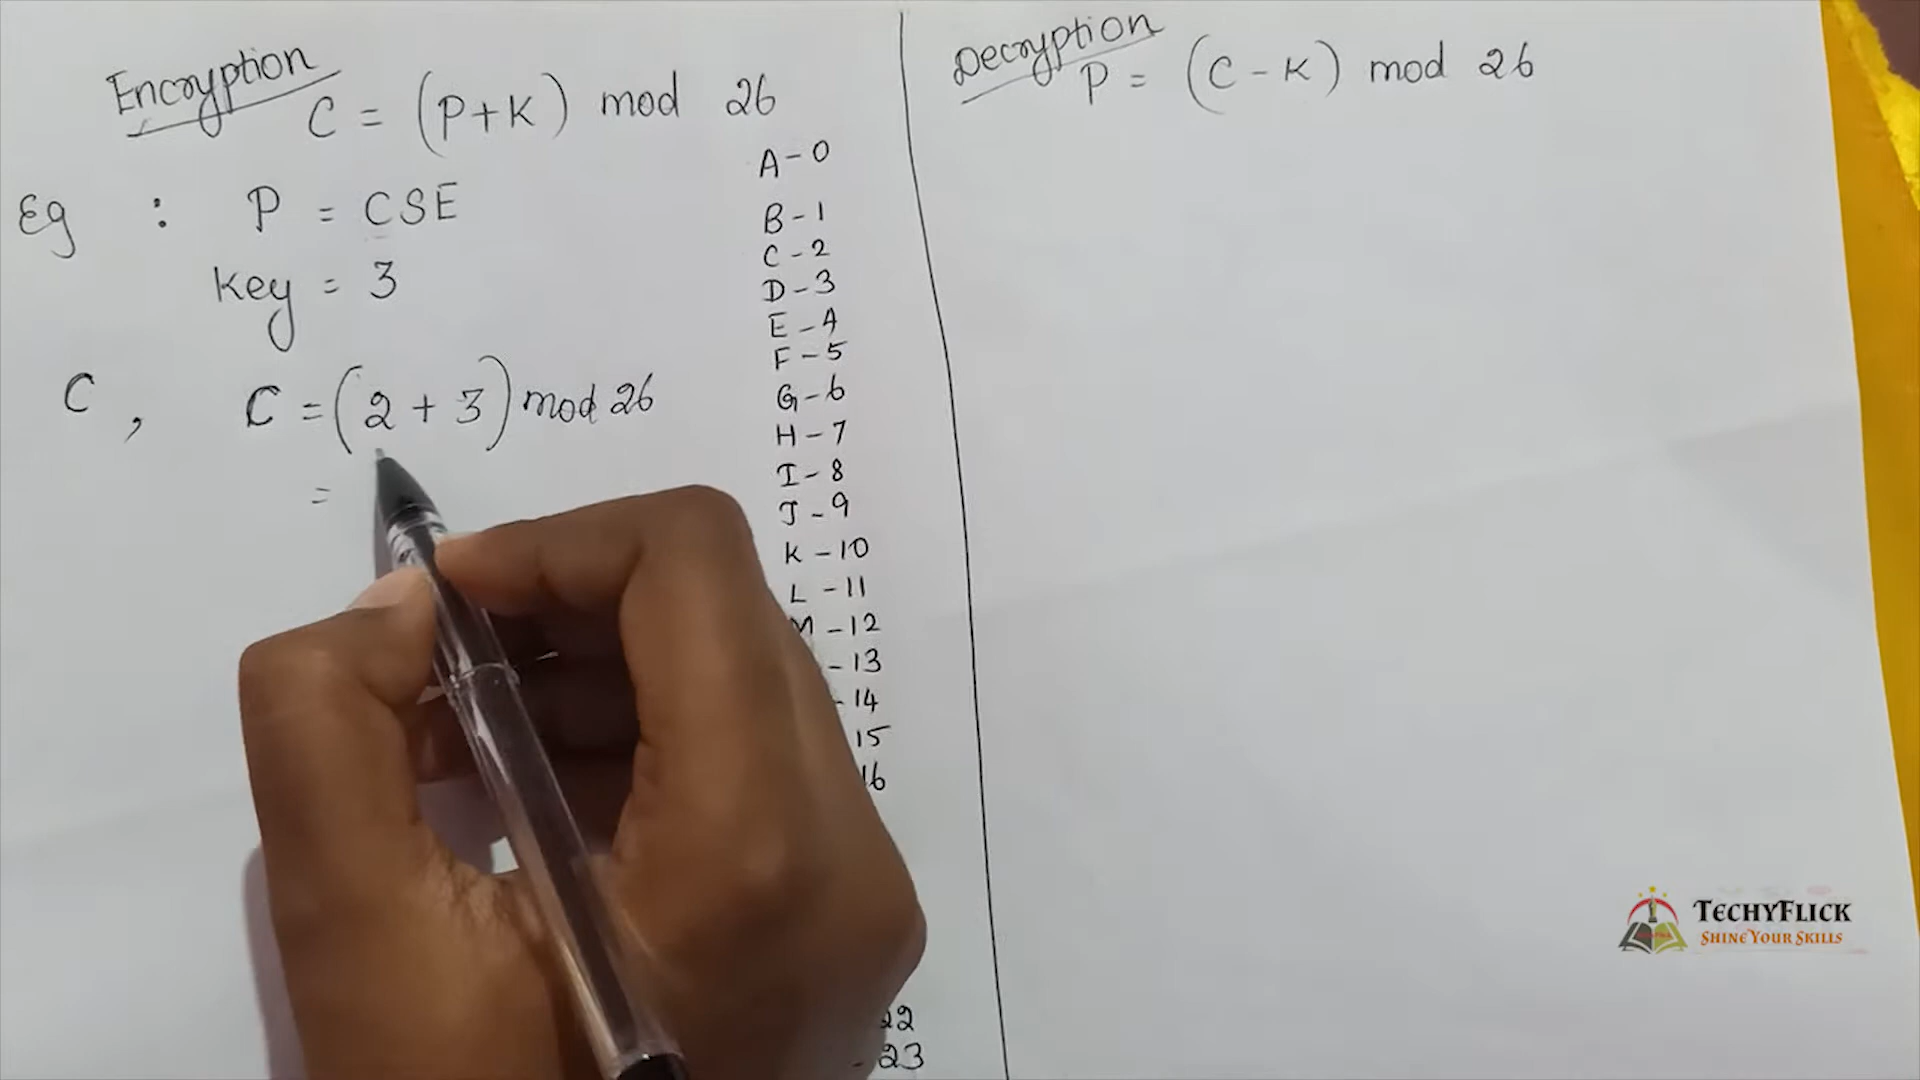 Encryption
C = (P+K) mod 26
Eg : P = CSE
Key = 3
C, C = (2 + 3) mod 26
=
A - 0
B - 1
C - 2
D - 3
E - 4
F - 5
G - 6
H - 7
I - 8
J - 9
K - 10
L - 11
M - 12
- 13
- 14
15
16
22
- 23
Decryption
P = (C - K) mod 26
TECHYFLICK
SHINE YOUR SKILLS